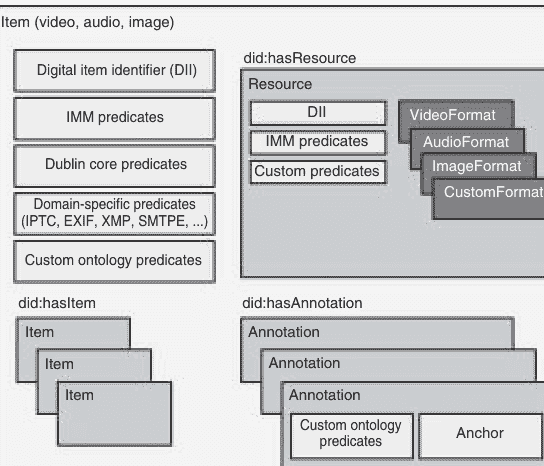 Item (video, audio, image)
Digital item identifier (DII)
IMM predicates
Dublin core predicates
Domain-specific predicates
(IPTC, EXIF, XMP, SMTPE, ...)
Custom ontology predicates
did:hasResource
Resource
DII
IMM predicates
Custom predicates
VideoFormat
AudioFormat
ImageFormat
CustomFormat
did:hasItem
Item
Item
Item
did:hasAnnotation
Annotation
Annotation
Annotation
Custom ontology
predicates
Anchor